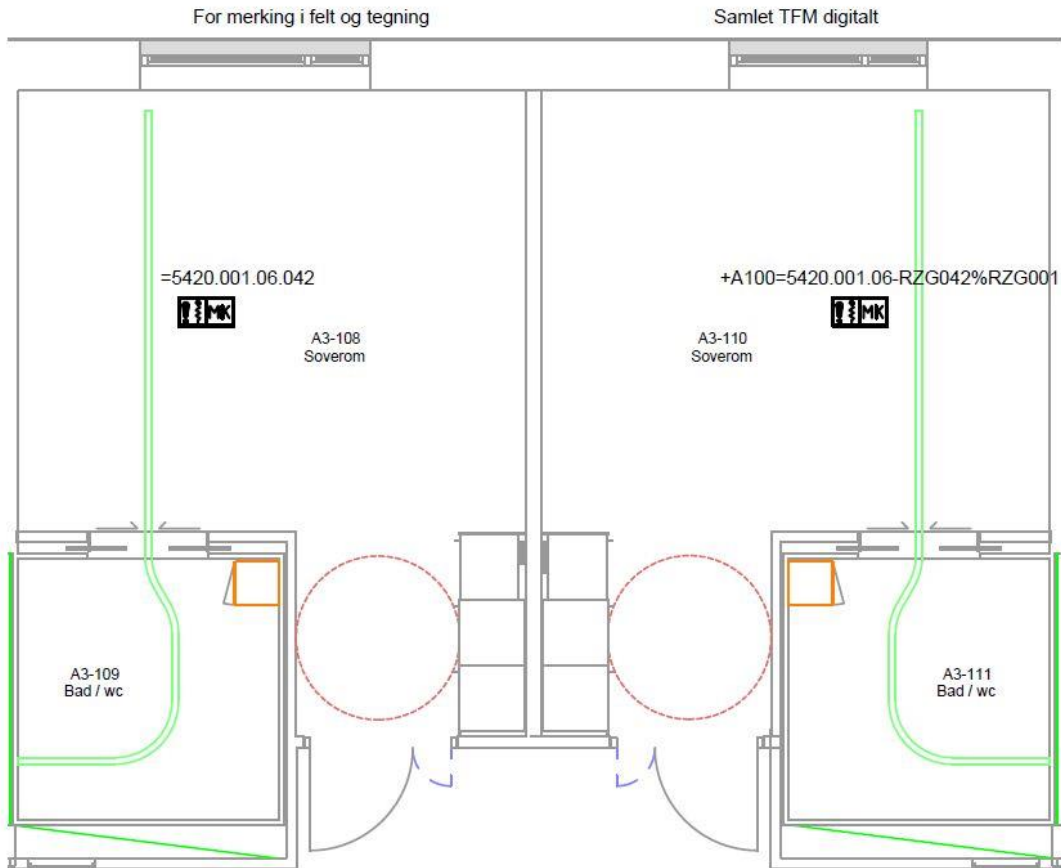 For merking i felt og tegning
Samlet TFM digitalt
=5420.001.06.042
+A100=5420.001.06-RZG042%RZG001
MK
MK
A3-108
Soverom
A3-110
Soverom
A3-109
Bad / wc
A3-111
Bad / wc